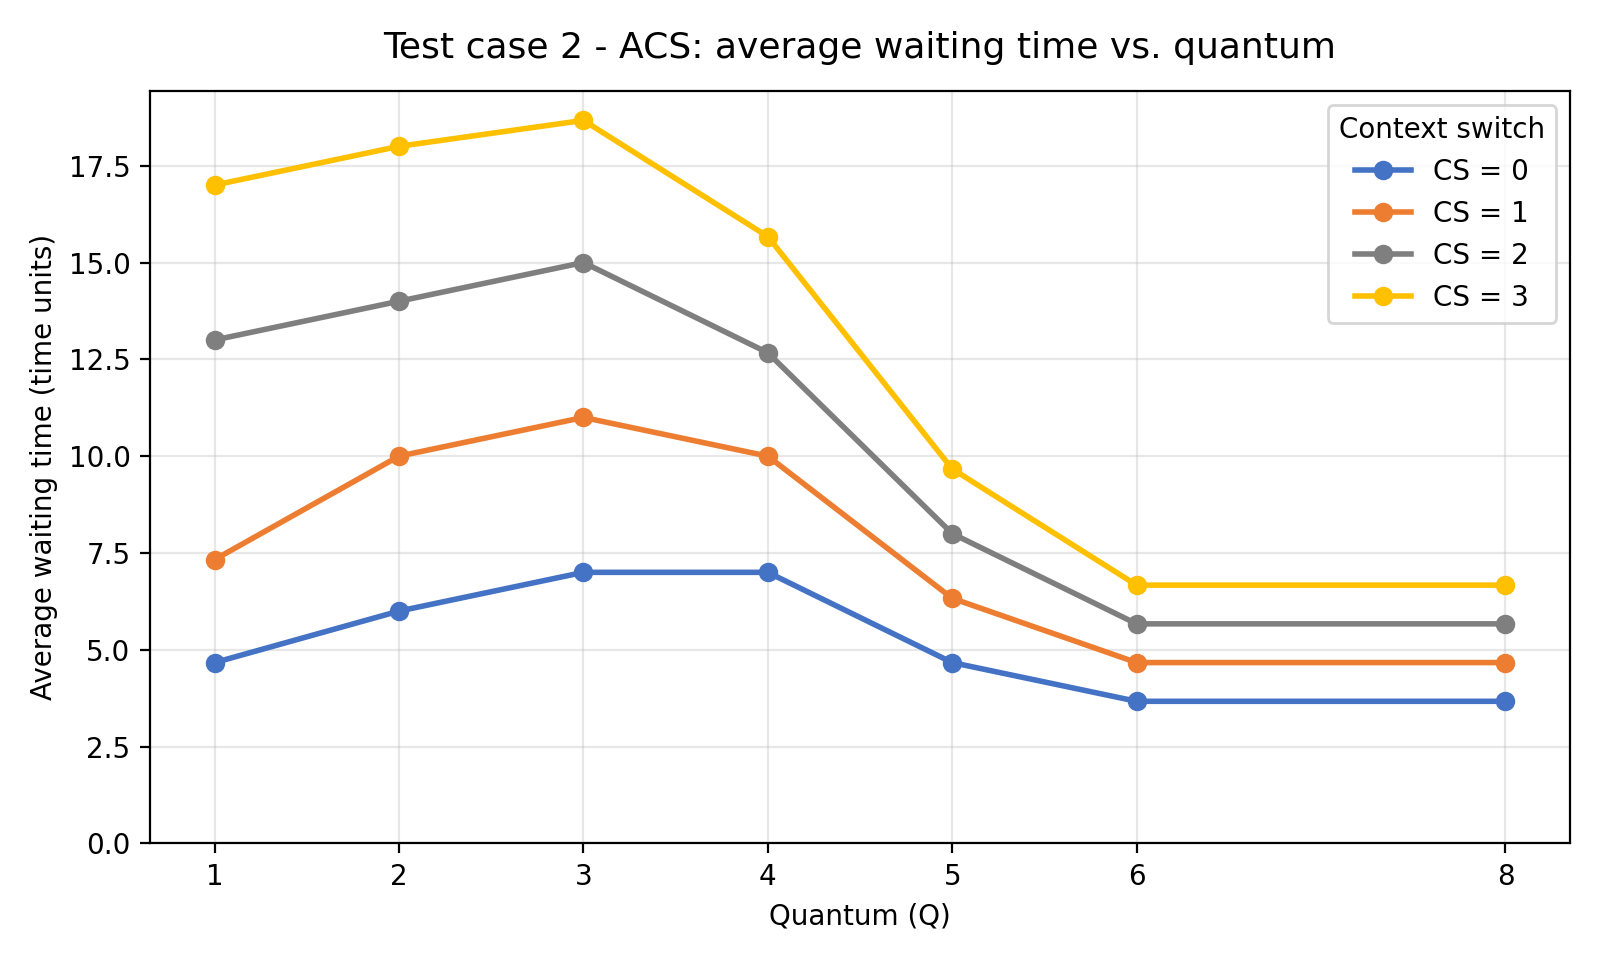 Test case 2 - ACS: average waiting time vs. quantum
Context switch
CS = 0
CS = 1
CS = 2
CS = 3
Average waiting time (time units)
17.5
15.0
12.5
10.0
7.5
5.0
2.5
0.0
1 2 3 4 5 6 8
Quantum (Q)